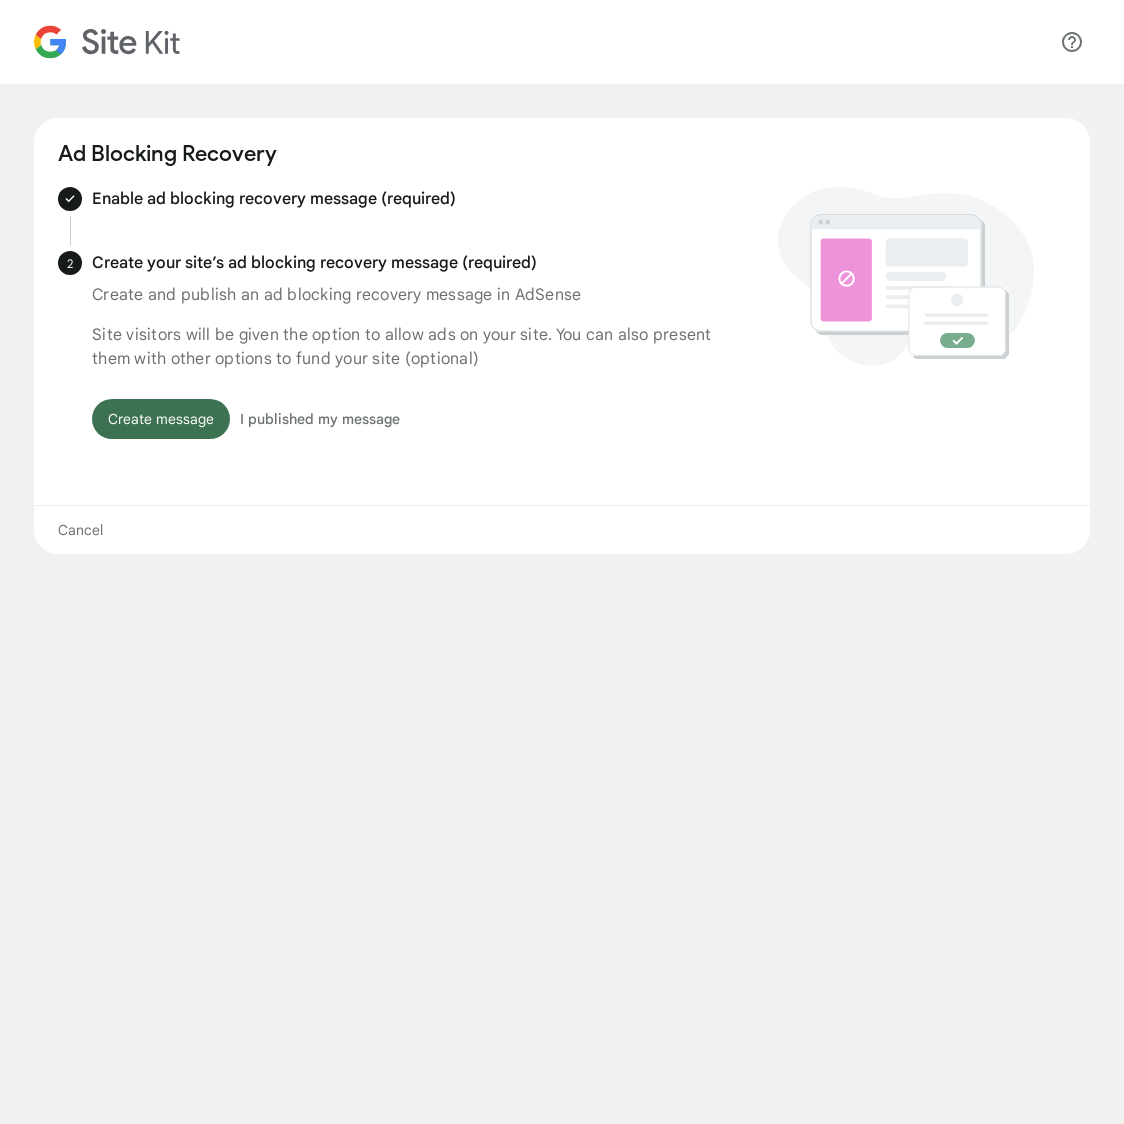 Site Kit
Ad Blocking Recovery
Enable ad blocking recovery message (required)
2
Create your site’s ad blocking recovery message (required)
Create and publish an ad blocking recovery message in AdSense
Site visitors will be given the option to allow ads on your site. You can also present
them with other options to fund your site (optional)
Create message
I published my message
Cancel